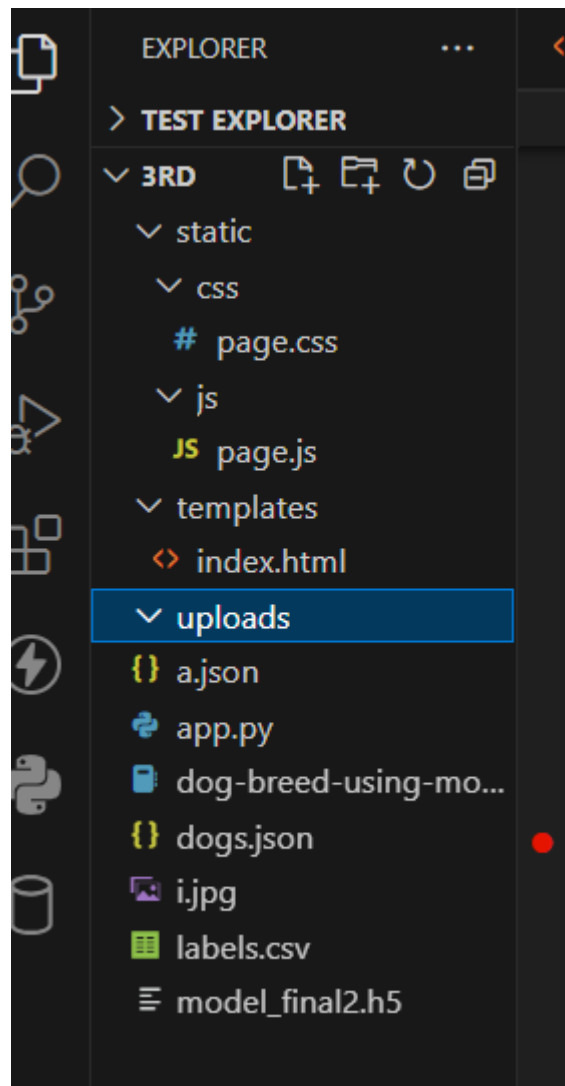 EXPLORER
TEST EXPLORER
3RD
static
css
# page.css
js
JS page.js
templates
<> index.html
uploads
{} a.json
app.py
dog-breed-using-mo...
{} dogs.json
i.jpg
labels.csv
model_final2.h5